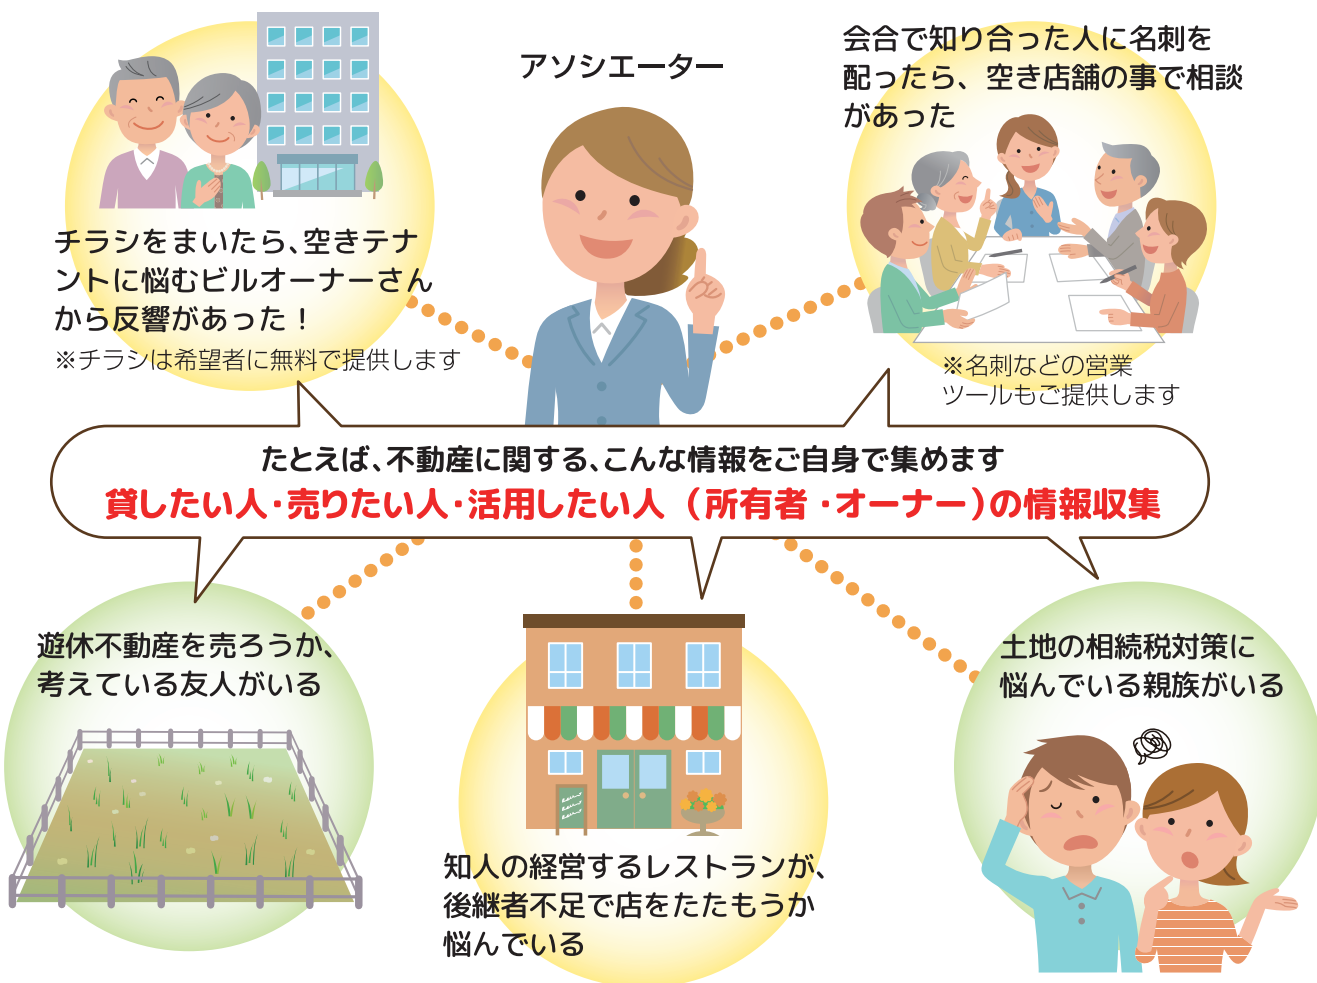 アソシエーター
チラシをまいたら、空きテナ
ントに悩むビルオーナーさん
から反響があった！
※チラシは希望者に無料で提供します
会合で知り合った人に名刺を
配ったら、空き店舗の事で相談
があった
※名刺などの営業
ツールもご提供します
たとえば、不動産に関する、こんな情報をご自身で集めます
貸したい人・売りたい人・活用したい人（所有者・オーナー）の情報収集
遊休不動産を売ろうか、
考えている友人がいる
知人の経営するレストランが、
後継者不足で店をたたもうか
悩んでいる
土地の相続税対策に
悩んでいる親族がいる